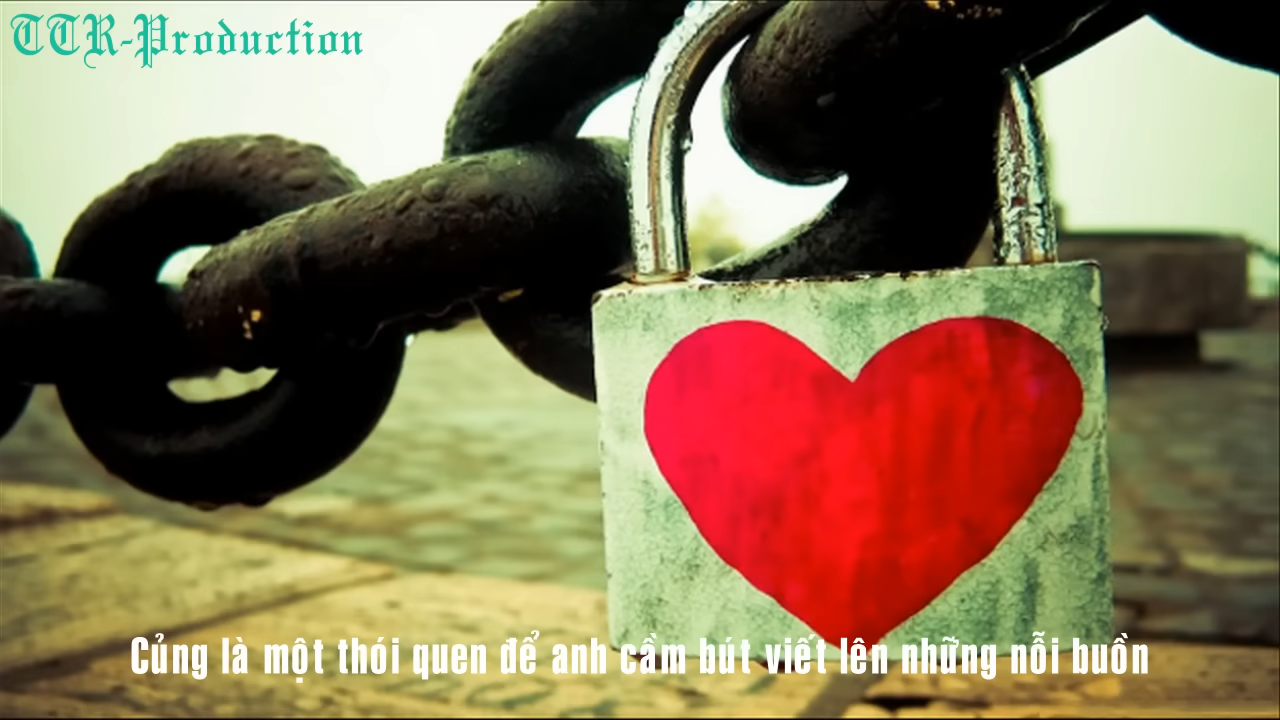 TTR-Production
Củng là một thói quen để anh cầm bút viết lên những nỗi buồn